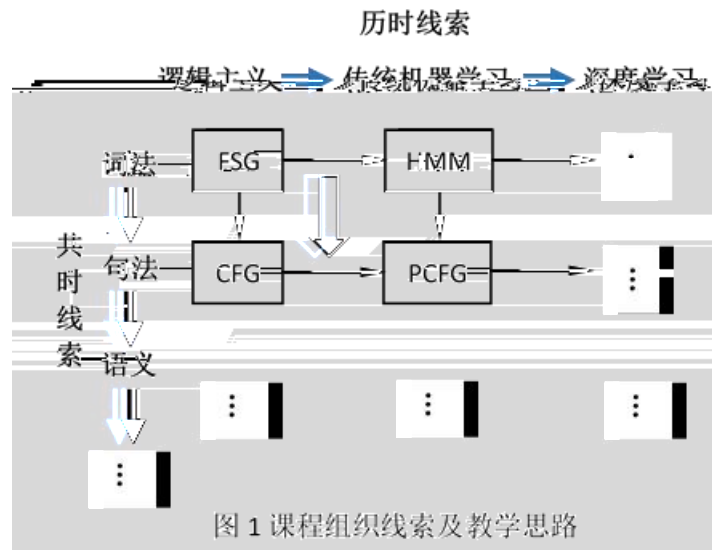 历时线索
逻辑主义 传统机器学习 深度学习
词法 FSG HMM
共时线索
句法 CFG PCFG
语义
图 1 课程组织线索及教学思路